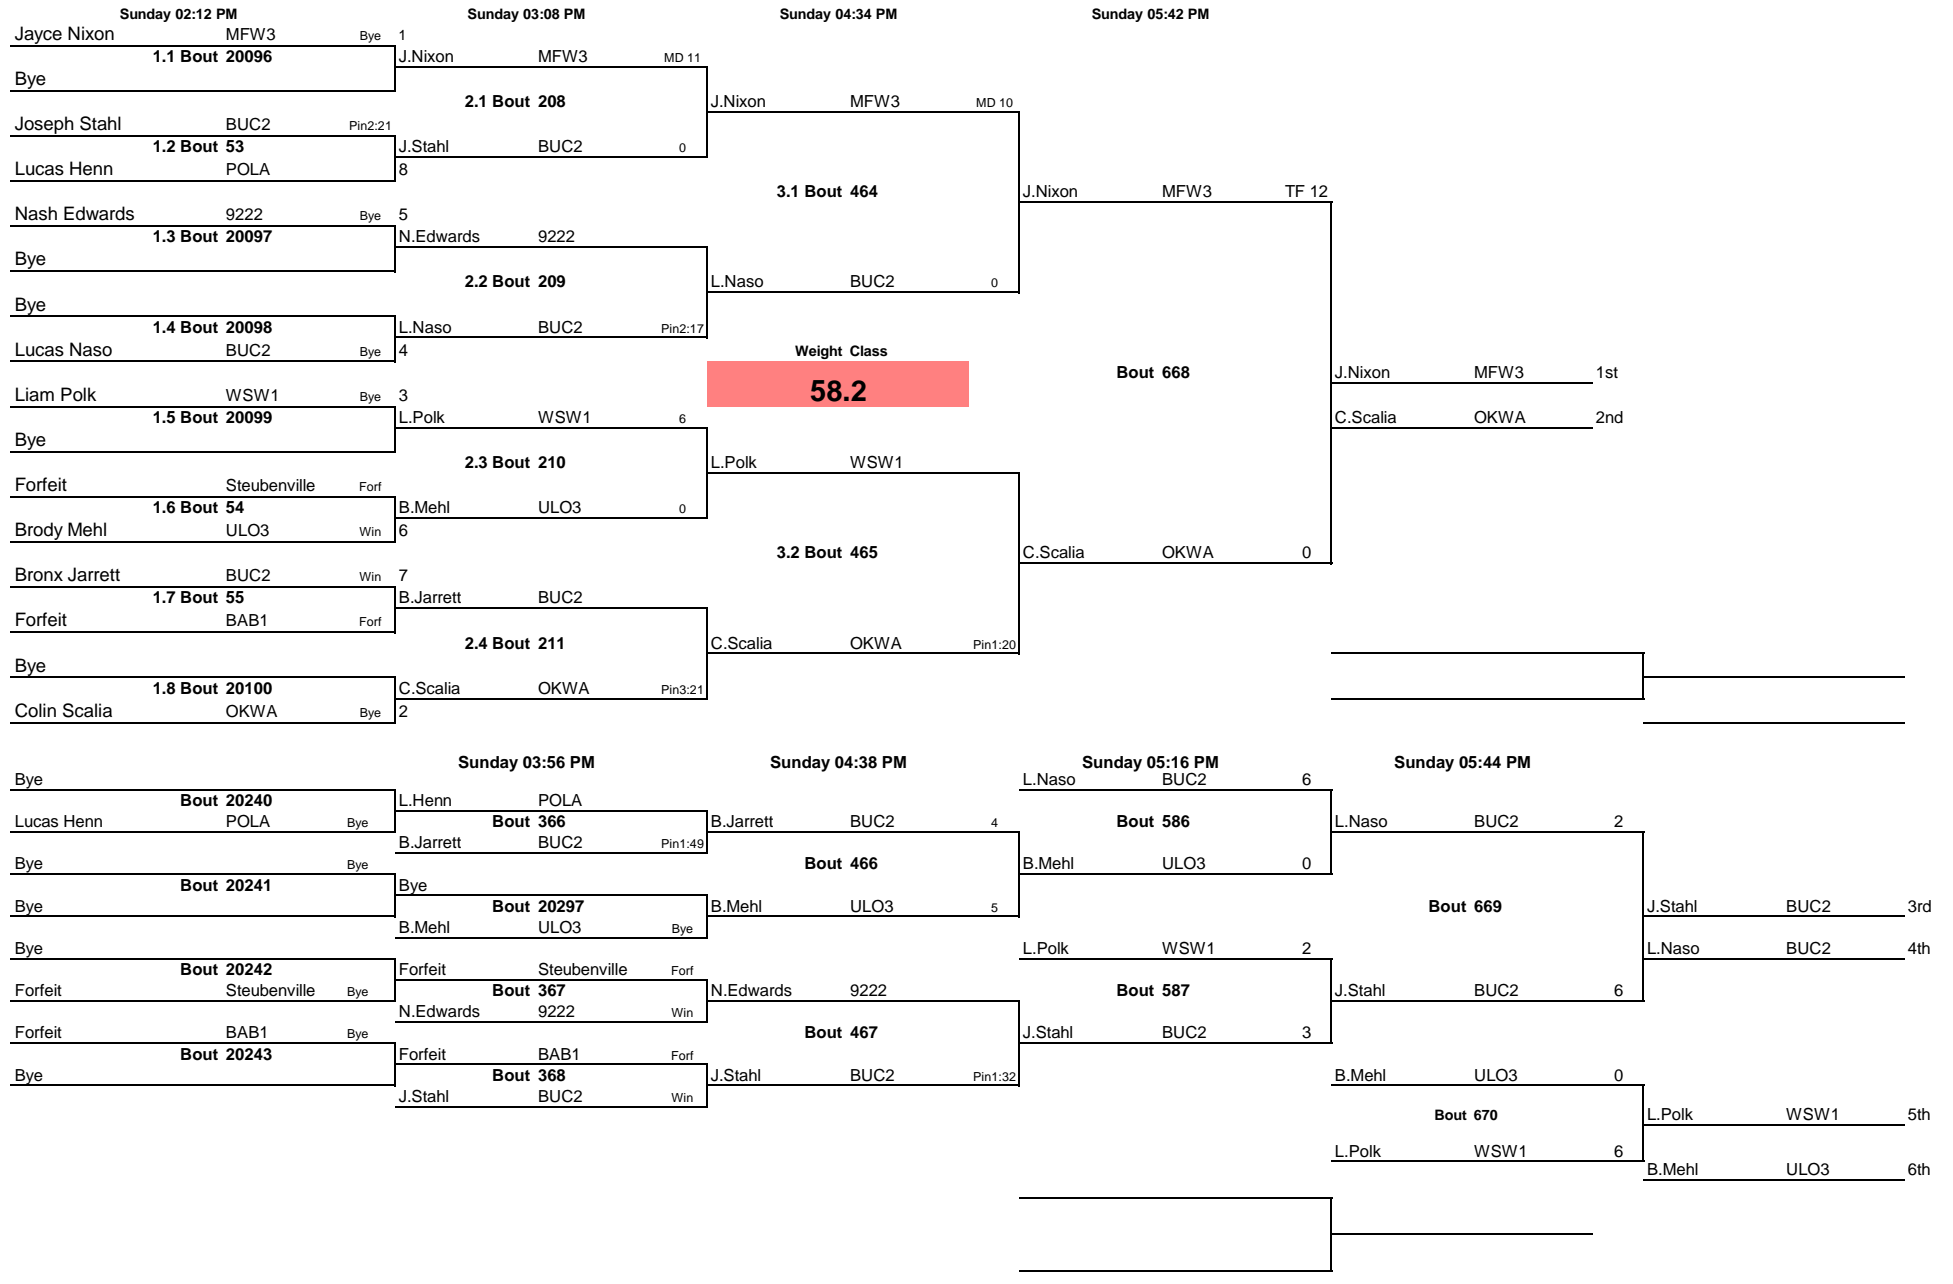 Sunday 02:12 PM Sunday 03:08 PM Sunday 04:34 PM Sunday 05:42 PM
Jayce Nixon MFW3 Bye 1
1.1 Bout 20096 J.Nixon MFW3 MD 11
Bye
2.1 Bout 208 J.Nixon MFW3 MD 10
Joseph Stahl BUC2 Pin2:21
1.2 Bout 53 J.Stahl BUC2 0
Lucas Henn POLA 8
3.1 Bout 464 J.Nixon MFW3 TF 12
Nash Edwards 9222 Bye 5
1.3 Bout 20097 N.Edwards 9222
Bye
2.2 Bout 209 L.Naso BUC2 0
Bye
1.4 Bout 20098 L.Naso BUC2 Pin2:17
Lucas Naso BUC2 Bye 4 Weight Class
Bout 668 J.Nixon MFW3 1st
Liam Polk WSW1 Bye 3 58.2
1.5 Bout 20099 L.Polk WSW1 6 C.Scalia OKWA 2nd
Bye
2.3 Bout 210 L.Polk WSW1
Forfeit Steubenville Forf
1.6 Bout 54 B.Mehl ULO3 0
Brody Mehl ULO3 Win 6
3.2 Bout 465 C.Scalia OKWA 0
Bronx Jarrett BUC2 Win 7
1.7 Bout 55 B.Jarrett BUC2
Forfeit BAB1 Forf
2.4 Bout 211 C.Scalia OKWA Pin1:20
Bye
1.8 Bout 20100 C.Scalia OKWA Pin3:21
Colin Scalia OKWA Bye 2
Sunday 03:56 PM Sunday 04:38 PM Sunday 05:16 PM Sunday 05:44 PM
Bye L.Naso BUC2 6
Bout 20240 L.Henn POLA
Lucas Henn POLA Bye Bout 366 B.Jarrett BUC2 4 Bout 586 L.Naso BUC2 2
B.Jarrett BUC2 Pin1:49
Bye Bye Bout 466 B.Mehl ULO3 0
Bout 20241 Bye
Bye Bout 20297 B.Mehl ULO3 5 Bout 669 J.Stahl BUC2 3rd
B.Mehl ULO3 Bye
Bye L.Polk WSW1 2 L.Naso BUC2 4th
Bout 20242 Forfeit Steubenville Forf
Forfeit Steubenville Bye Bout 367 N.Edwards 9222 Bout 587 J.Stahl BUC2 6
N.Edwards 9222 Win
Forfeit BAB1 Bye Bout 467 J.Stahl BUC2 3
Bout 20243 Forfeit BAB1 Forf
Bye Bout 368 J.Stahl BUC2 Pin1:32 B.Mehl ULO3 0
J.Stahl BUC2 Win
Bout 670 L.Polk WSW1 5th
L.Polk WSW1 6
B.Mehl ULO3 6th